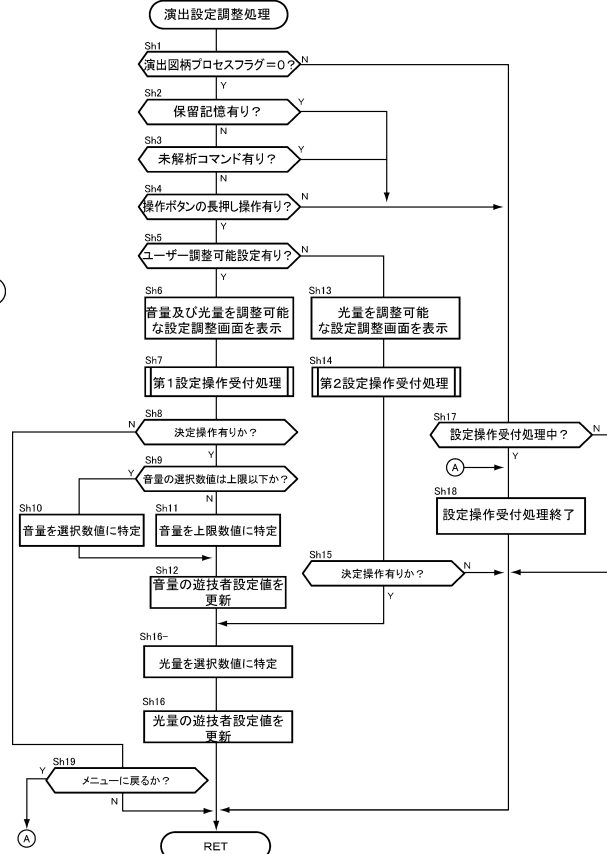 演出設定調整処理
Sh1
演出図柄プロセスフラグ=0?
N
Y
Sh2
保留記憶有り?
Y
N
Sh3
未解析コマンド有り?
Y
N
Sh4
操作ボタンの長押し操作有り?
N
Y
Sh5
ユーザー調整可能設定有り?
N
Y
Sh6
音量及び光量を調整可能
な設定調整画面を表示
Sh13
光量を調整可能
な設定調整画面を表示
Sh7
第1設定操作受付処理
Sh14
第2設定操作受付処理
Sh8
決定操作有りか?
N
Y
Sh17
設定操作受付処理中?
N
Y
A
Sh9
音量の選択数値は上限以下か?
Y
N
Sh10
音量を選択数値に特定
Sh11
音量を上限数値に特定
Sh18
設定操作受付処理終了
Sh12
音量の遊技者設定値を
更新
Sh15
決定操作有りか?
N
Y
Sh16-
光量を選択数値に特定
Sh16
光量の遊技者設定値を
更新
Sh19
メニューに戻るか?
Y
N
A
RET